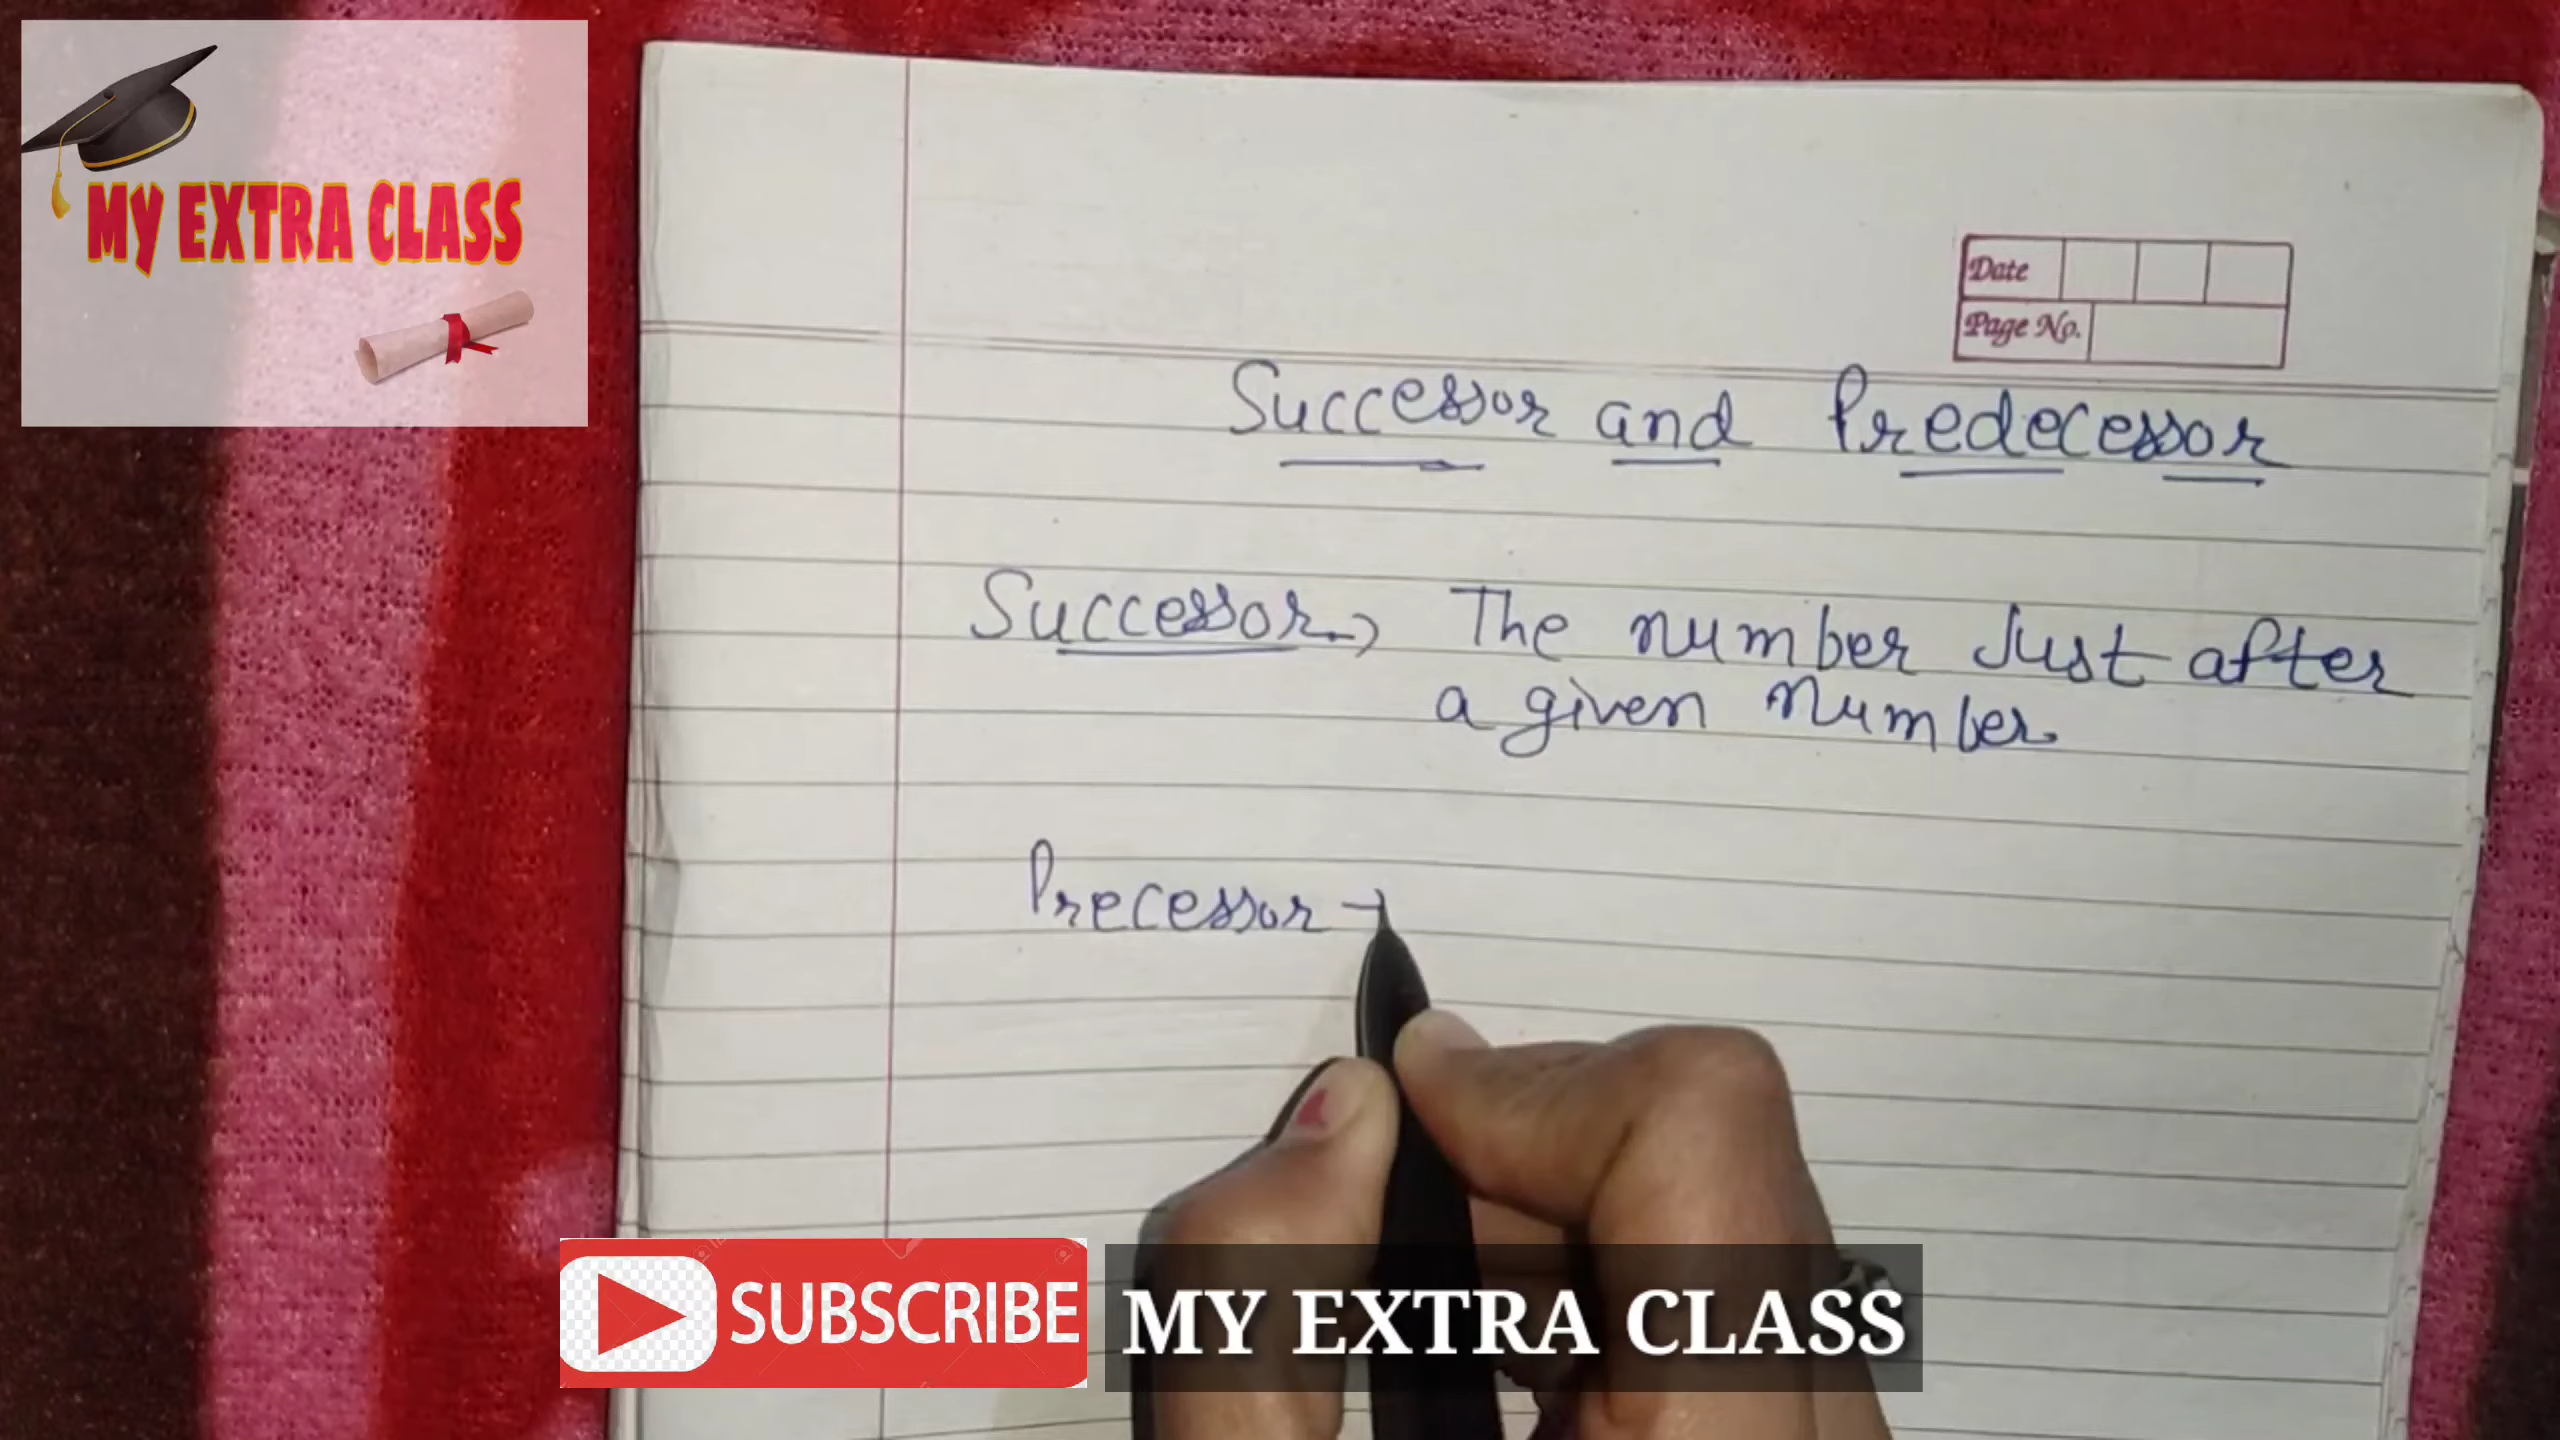 MY EXTRA CLASS
Date
Page No.
Successor and Predecessor
Successor → The number Just after
a given number.
Precessor →
SUBSCRIBE
MY EXTRA CLASS